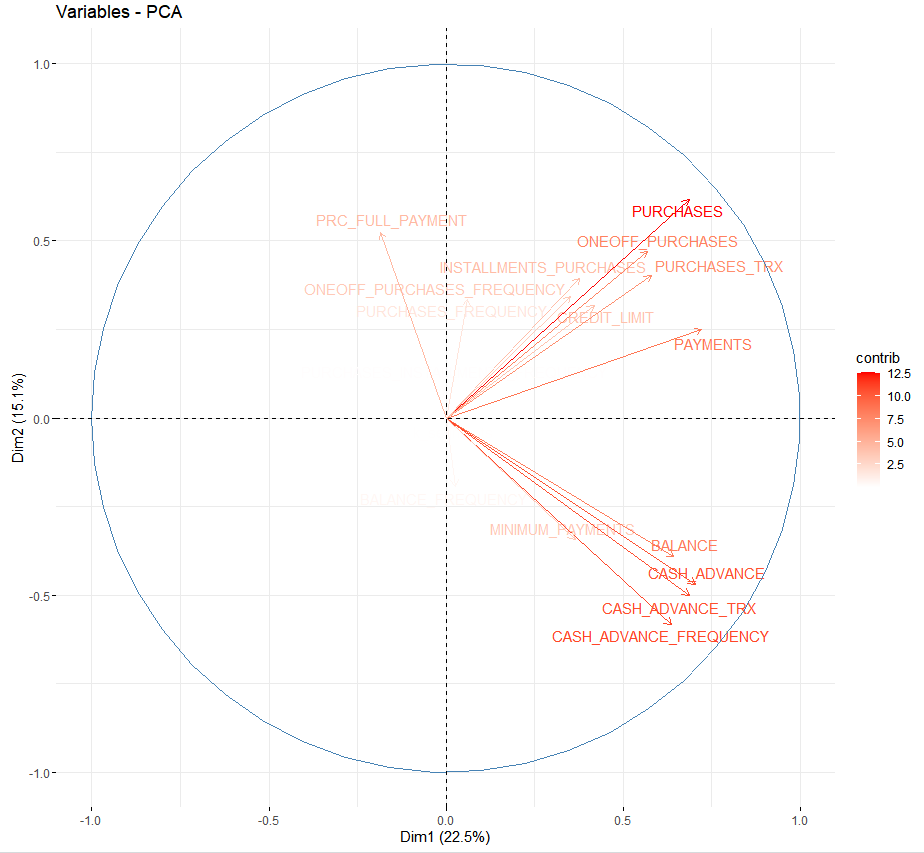 Variables - PCA
1.0
PURCHASES
PRC_FULL_PAYMENT
ONEOFF_PURCHASES
0.5
INSTALLMENTS_PURCHASES
PURCHASES_TRX
ONEOFF_PURCHASES_FREQUENCY
PURCHASES_FREQUENCY
CREDIT_LIMIT
PAYMENTS
contrib
12.5
10.0
7.5
5.0
2.5
Dim2 (15.1%)
0.0
BALANCE_FREQUENCY
MINIMUM_PAYMENTS
BALANCE
CASH_ADVANCE
-0.5
CASH_ADVANCE_TRX
CASH_ADVANCE_FREQUENCY
-1.0
-1.0
-0.5
0.0
0.5
1.0
Dim1 (22.5%)